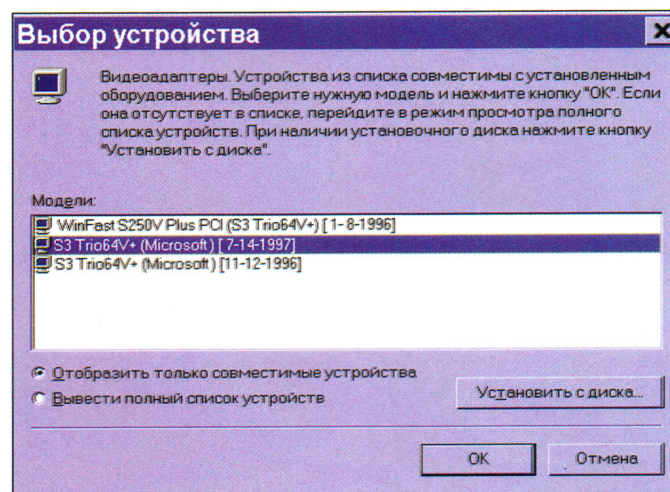 Выбор устройства
Видеоадаптеры. Устройства из списка совместимы с установленным
оборудованием. Выберите нужную модель и нажмите кнопку "ОК". Если
она отсутствует в списке, перейдите в режим просмотра полного
списка устройств. При наличии установочного диска нажмите кнопку
"Установить с диска".
Модели:
WinFast S250V Plus PCI (S3 Trio64V+) [ 1- 8-1996]
S3 Trio64V+ (Microsoft) [ 7-14-1997]
S3 Trio64V+ (Microsoft) [11-12-1996]
Отобразить только совместимые устройства
Вывести полный список устройств
Установить с диска...
ОК
Отмена